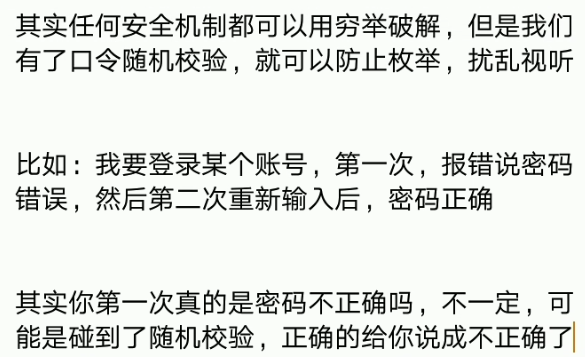 其实任何安全机制都可以用穷举破解，但是我们
有了口令随机校验，就可以防止枚举，扰乱视听
比如：我要登录某个账号，第一次，报错说密码
错误，然后第二次重新输入后，密码正确
其实你第一次真的是密码不正确吗，不一定，可
能是碰到了随机校验，正确的给你说成不正确了